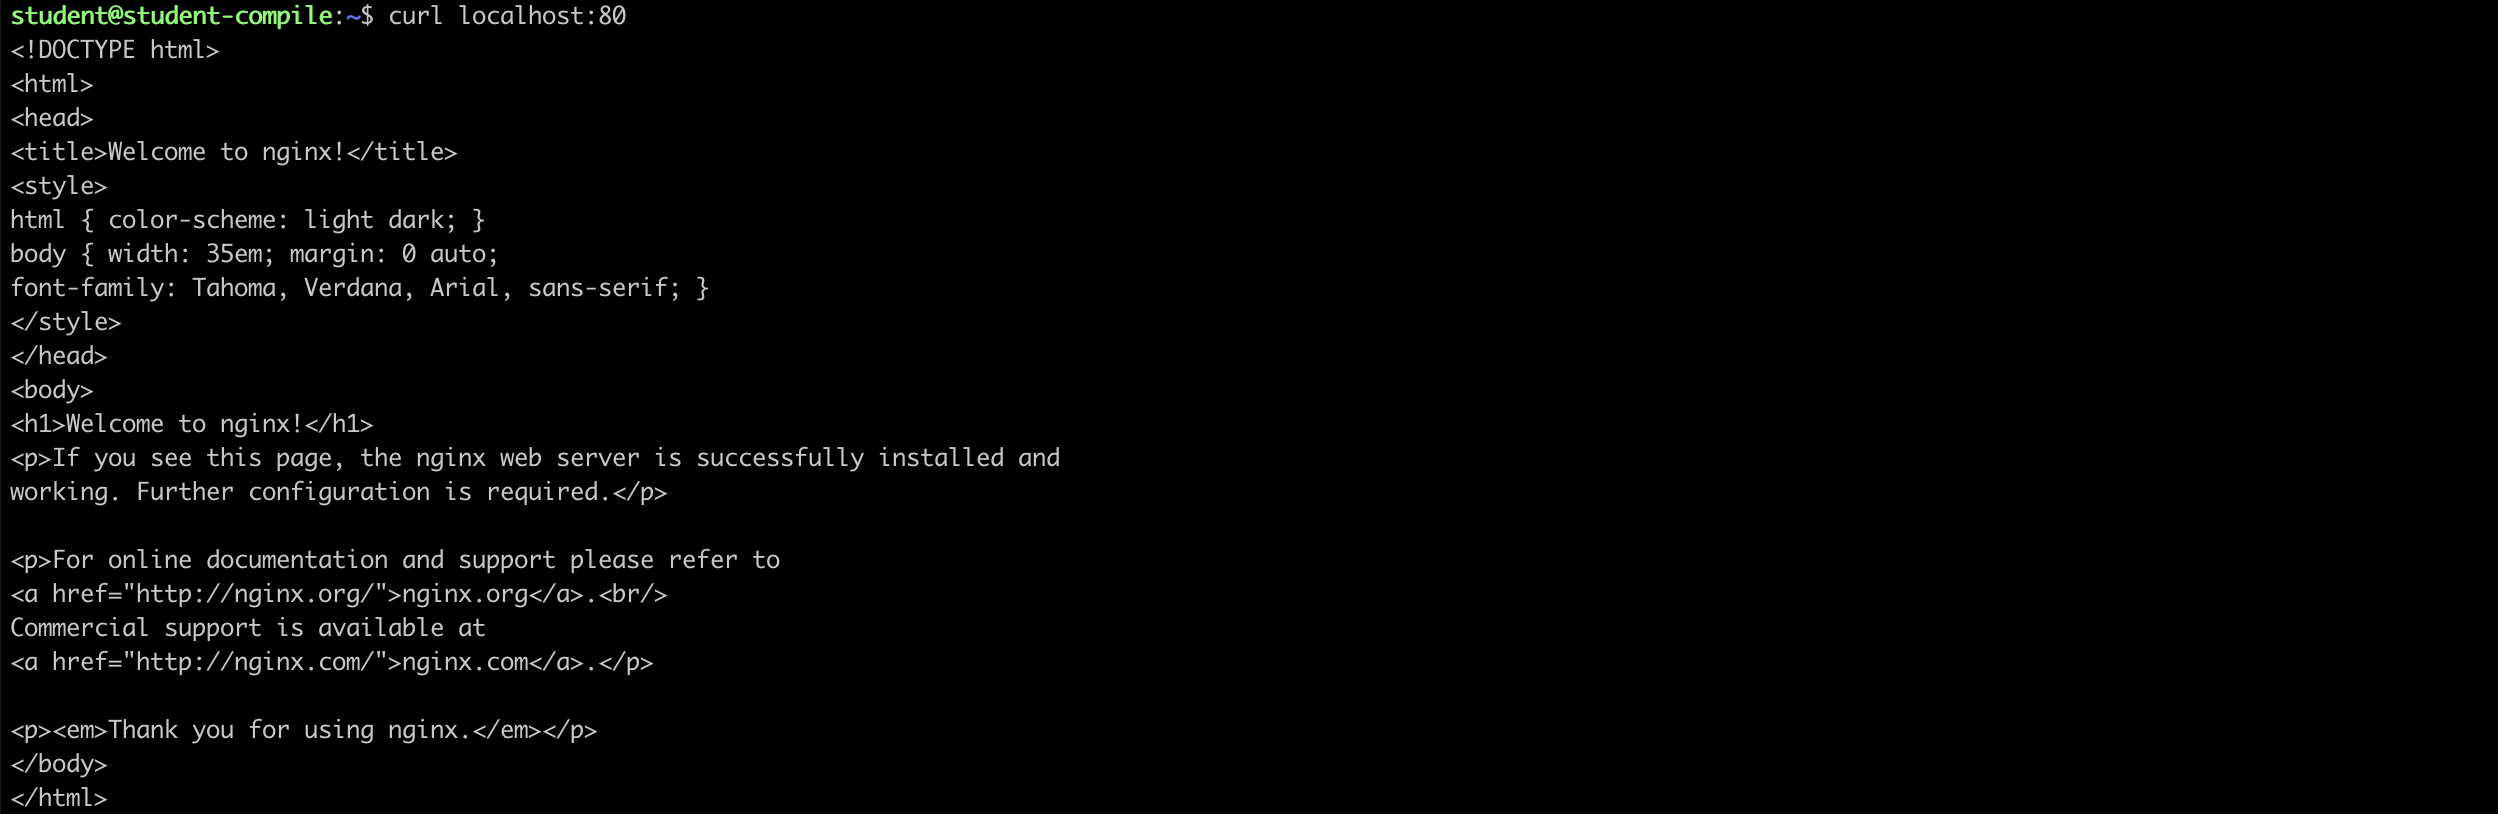 student@student-compile:~$ curl localhost:80
<!DOCTYPE html>
<html>
<head>
<title>Welcome to nginx!</title>
<style>
html { color-scheme: light dark; }
body { width: 35em; margin: 0 auto;
font-family: Tahoma, Verdana, Arial, sans-serif; }
</style>
</head>
<body>
<h1>Welcome to nginx!</h1>
<p>If you see this page, the nginx web server is successfully installed and
working. Further configuration is required.</p>

<p>For online documentation and support please refer to
<a href="http://nginx.org/">nginx.org</a>.<br/>
Commercial support is available at
<a href="http://nginx.com/">nginx.com</a>.</p>

<p><em>Thank you for using nginx.</em></p>
</body>
</html>